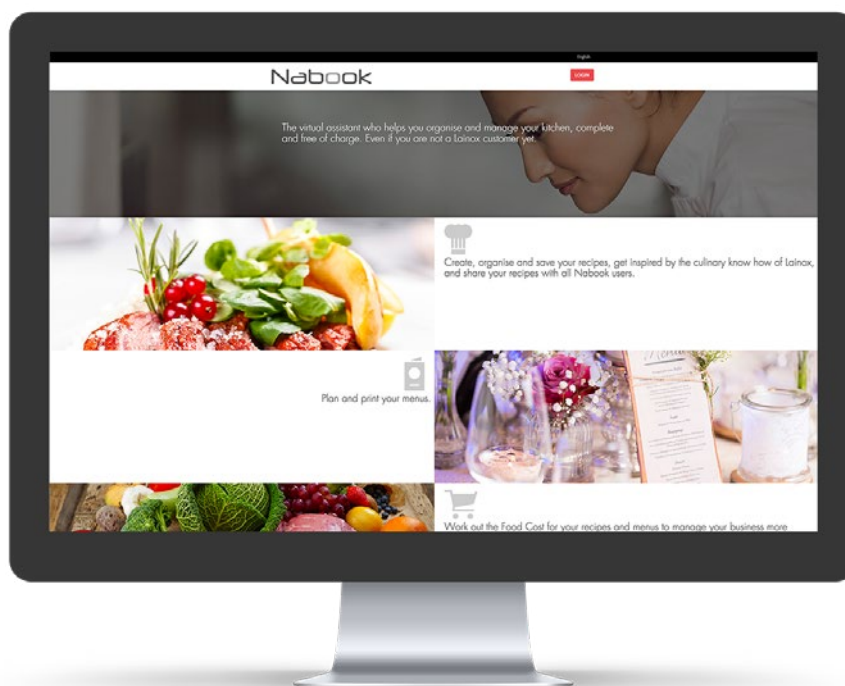 English
Nabook
LOGIN
The virtual assistant who helps you organise and manage your kitchen, complete
and free of charge. Even if you are not a Lainox customer yet.
Create, organise and save your recipes, get inspired by the culinary know how of Lainox,
and share your recipes with all Nabook users.
Plan and print your menus.
Menu
Work out the Food Cost for your recipes and menus to manage your business more